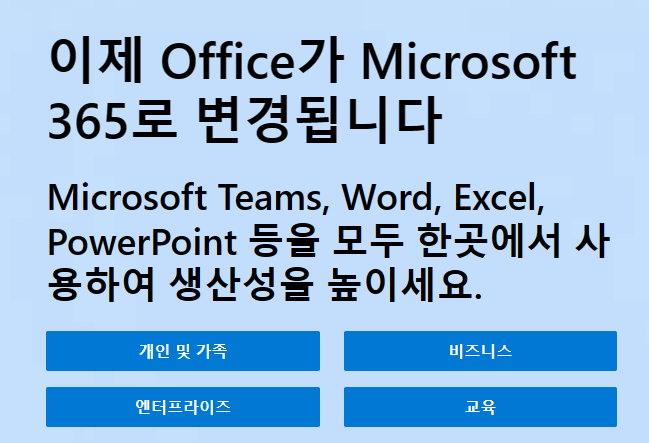 이제 Office가 Microsoft
365로 변경됩니다
Microsoft Teams, Word, Excel,
PowerPoint 등을 모두 한곳에서 사
용하여 생산성을 높이세요.
개인 및 가족
비즈니스
엔터프라이즈
교육